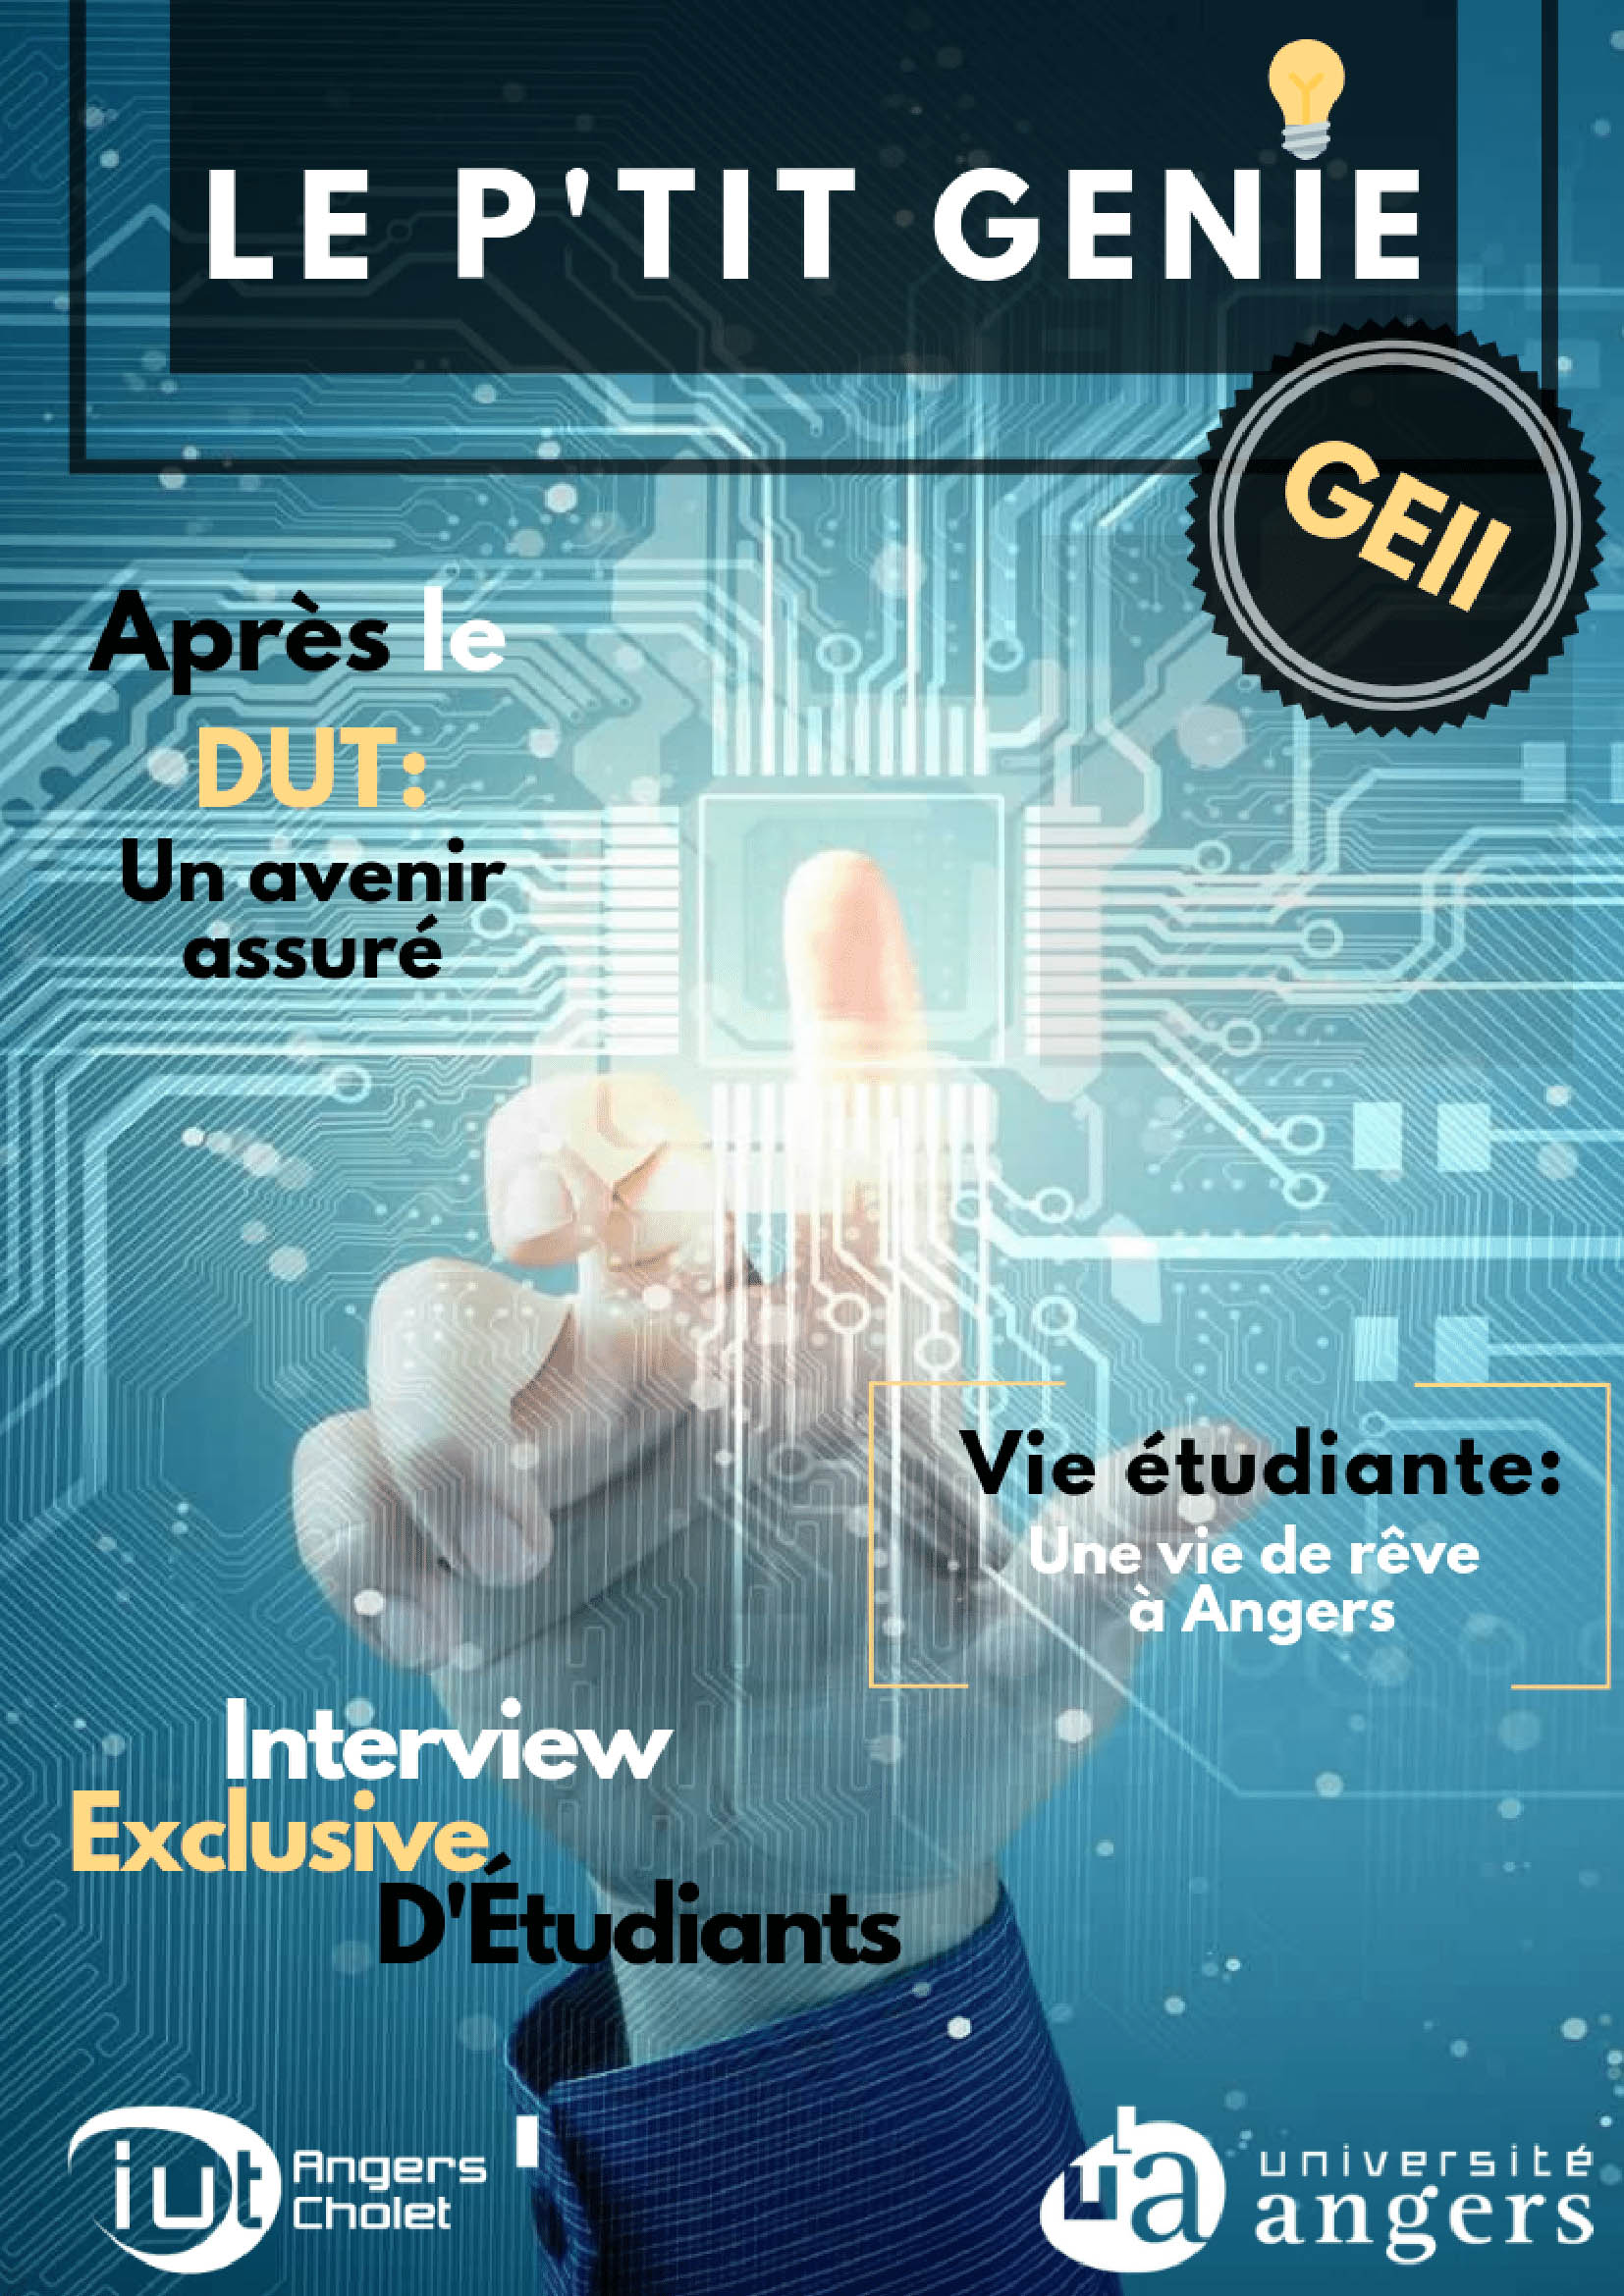 LE P'TIT GENIE
GEII
Après le
DUT:
Un avenir
assuré
Vie étudiante:
Une vie de rêve
à Angers
Interview
Exclusive
D'Étudiants
iut Angers
Cholet
ua université
angers